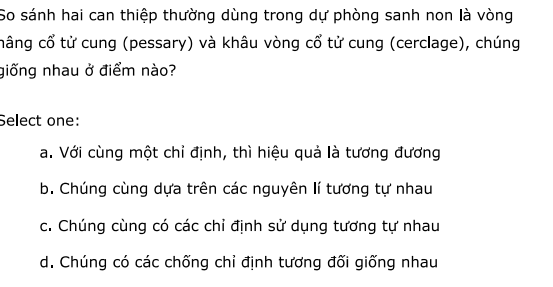 So sánh hai can thiệp thường dùng trong dự phòng sanh non là vòng
nâng cổ tử cung (pessary) và khâu vòng cổ tử cung (cerclage), chúng
giống nhau ở điểm nào?
Select one:
a. Với cùng một chỉ định, thì hiệu quả là tương đương
b. Chúng cùng dựa trên các nguyên lí tương tự nhau
c. Chúng cùng có các chỉ định sử dụng tương tự nhau
d. Chúng có các chống chỉ định tương đối giống nhau